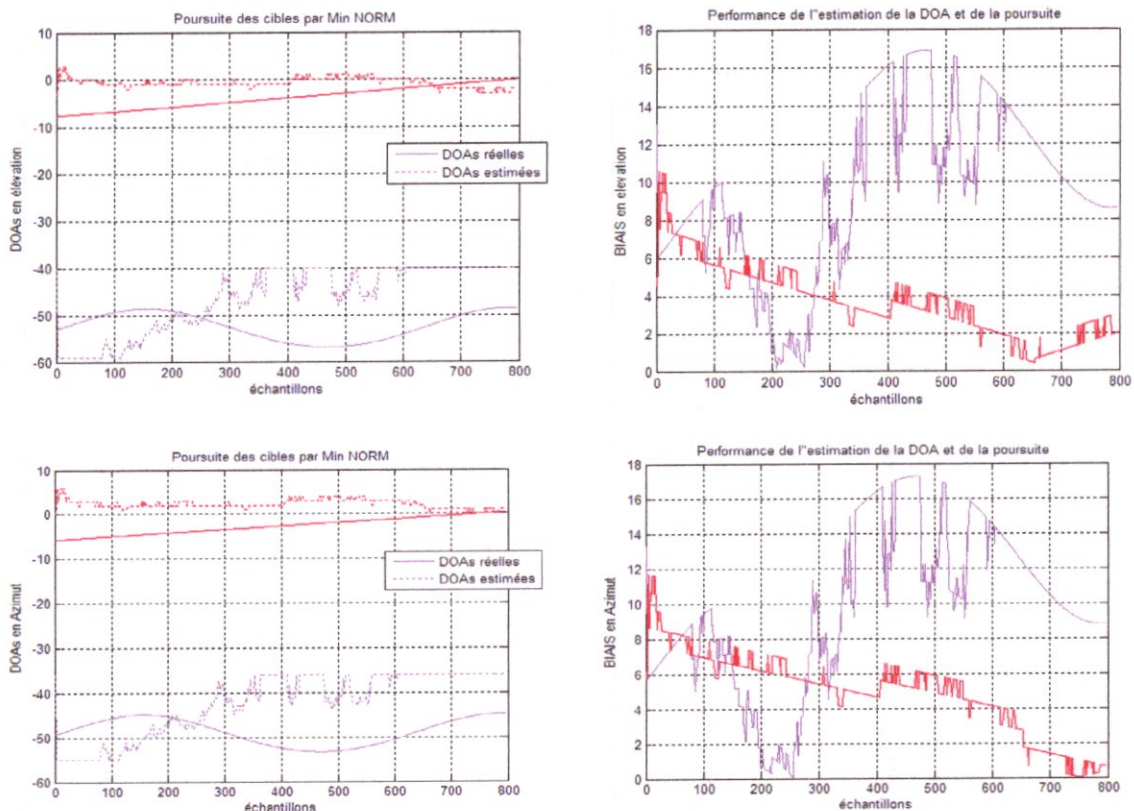 Poursuite des cibles par Min NORM
10
0
-10
-20
-30
-40
-50
-60
DOAs en élévation
DOAs réelles
DOAs estimées
0 100 200 300 400 500 600 700 800
échantillons
Performance de l''estimation de la DOA et de la poursuite
18
16
14
12
10
8
6
4
2
0
BIAIS en elevation
0 100 200 300 400 500 600 700 800
échantillons
Poursuite des cibles par Min NORM
10
0
-10
-20
-30
-40
-50
-60
DOAs en Azimut
DOAs réelles
DOAs estimées
0 100 200 300 400 500 600 700 800
échantillons
Performance de l''estimation de la DOA et de la poursuite
18
16
14
12
10
8
6
4
2
0
BIAIS en Azimut
0 100 200 300 400 500 600 700 800
échantillons